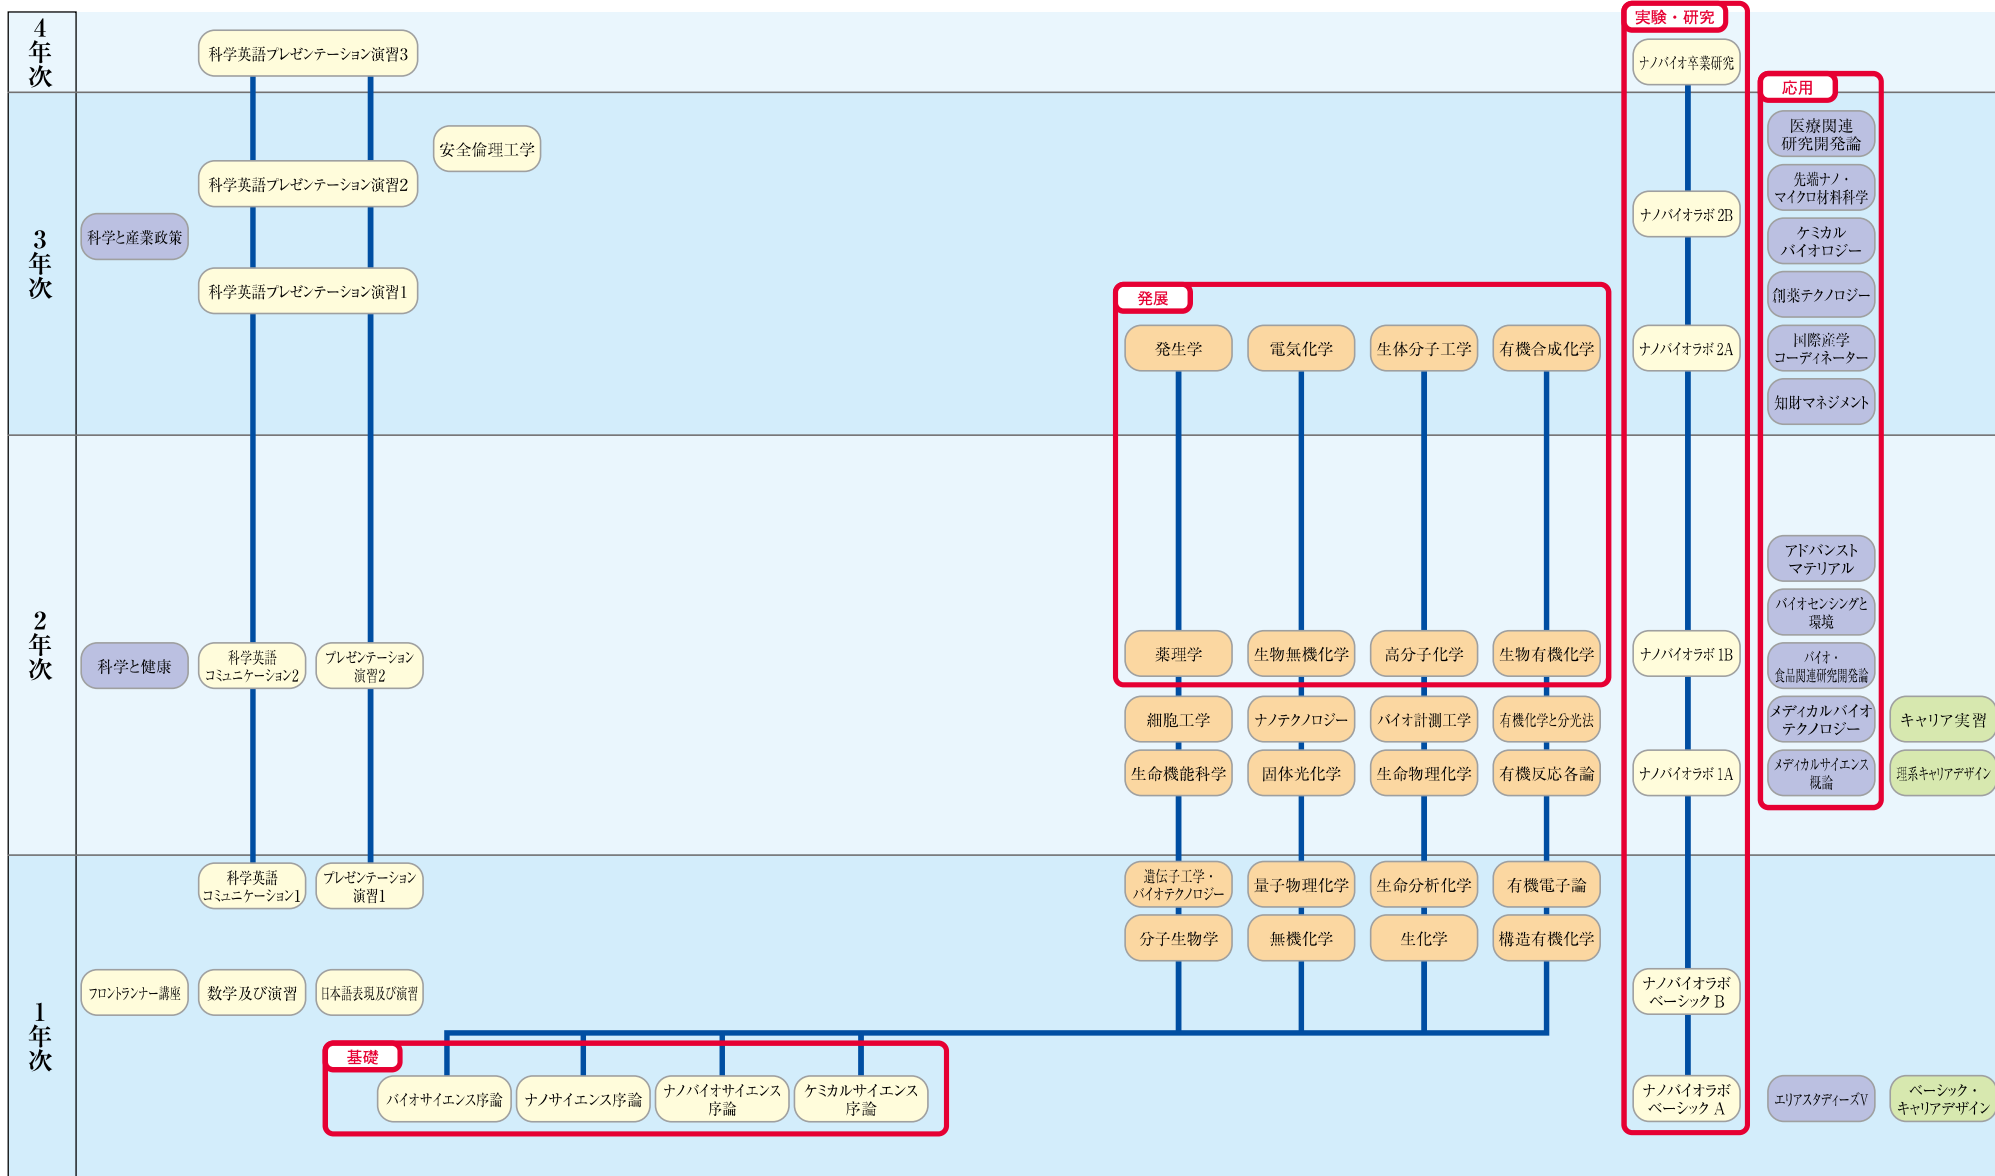 4年次
科学英語プレゼンテーション演習3
実験・研究
ナノバイオ卒業研究
3年次
安全倫理工学
科学英語プレゼンテーション演習2
科学と産業政策
科学英語プレゼンテーション演習1
発展
発生学
電気化学
生体分子工学
有機合成化学
ナノバイオラボ2B
ナノバイオラボ2A
応用
医療関連
研究開発論
先端ナノ・
マイクロ材料科学
ケミカル
バイオロジー
創薬テクノロジー
国際産学
コーディネーター
知財マネジメント
2年次
科学と健康
科学英語
コミュニケーション2
プレゼンテーション
演習2
薬理学
生物無機化学
高分子化学
生物有機化学
ナノバイオラボ1B
細胞工学
ナノテクノロジー
バイオ計測工学
有機化学と分光法
生命機能科学
固体光化学
生命物理化学
有機反応各論
ナノバイオラボ1A
アドバンスト
マテリアル
バイオセンシングと
環境
バイオ・
食品関連研究開発論
メディカルバイオ
テクノロジー
キャリア実習
メディカルサイエンス
概論
理系キャリアデザイン
1年次
科学英語
コミュニケーション1
プレゼンテーション
演習1
遺伝子工学・
バイオテクノロジー
量子物理化学
生命分析化学
有機電子論
分子生物学
無機化学
生化学
構造有機化学
フロントランナー講座
数学及び演習
日本語表現及び演習
ナノバイオラボ
ベーシック B
基礎
バイオサイエンス序論
ナノサイエンス序論
ナノバイオサイエンス
序論
ケミカルサイエンス
序論
ナノバイオラボ
ベーシック A
エリアスタディーズV
ベーシック・
キャリアデザイン